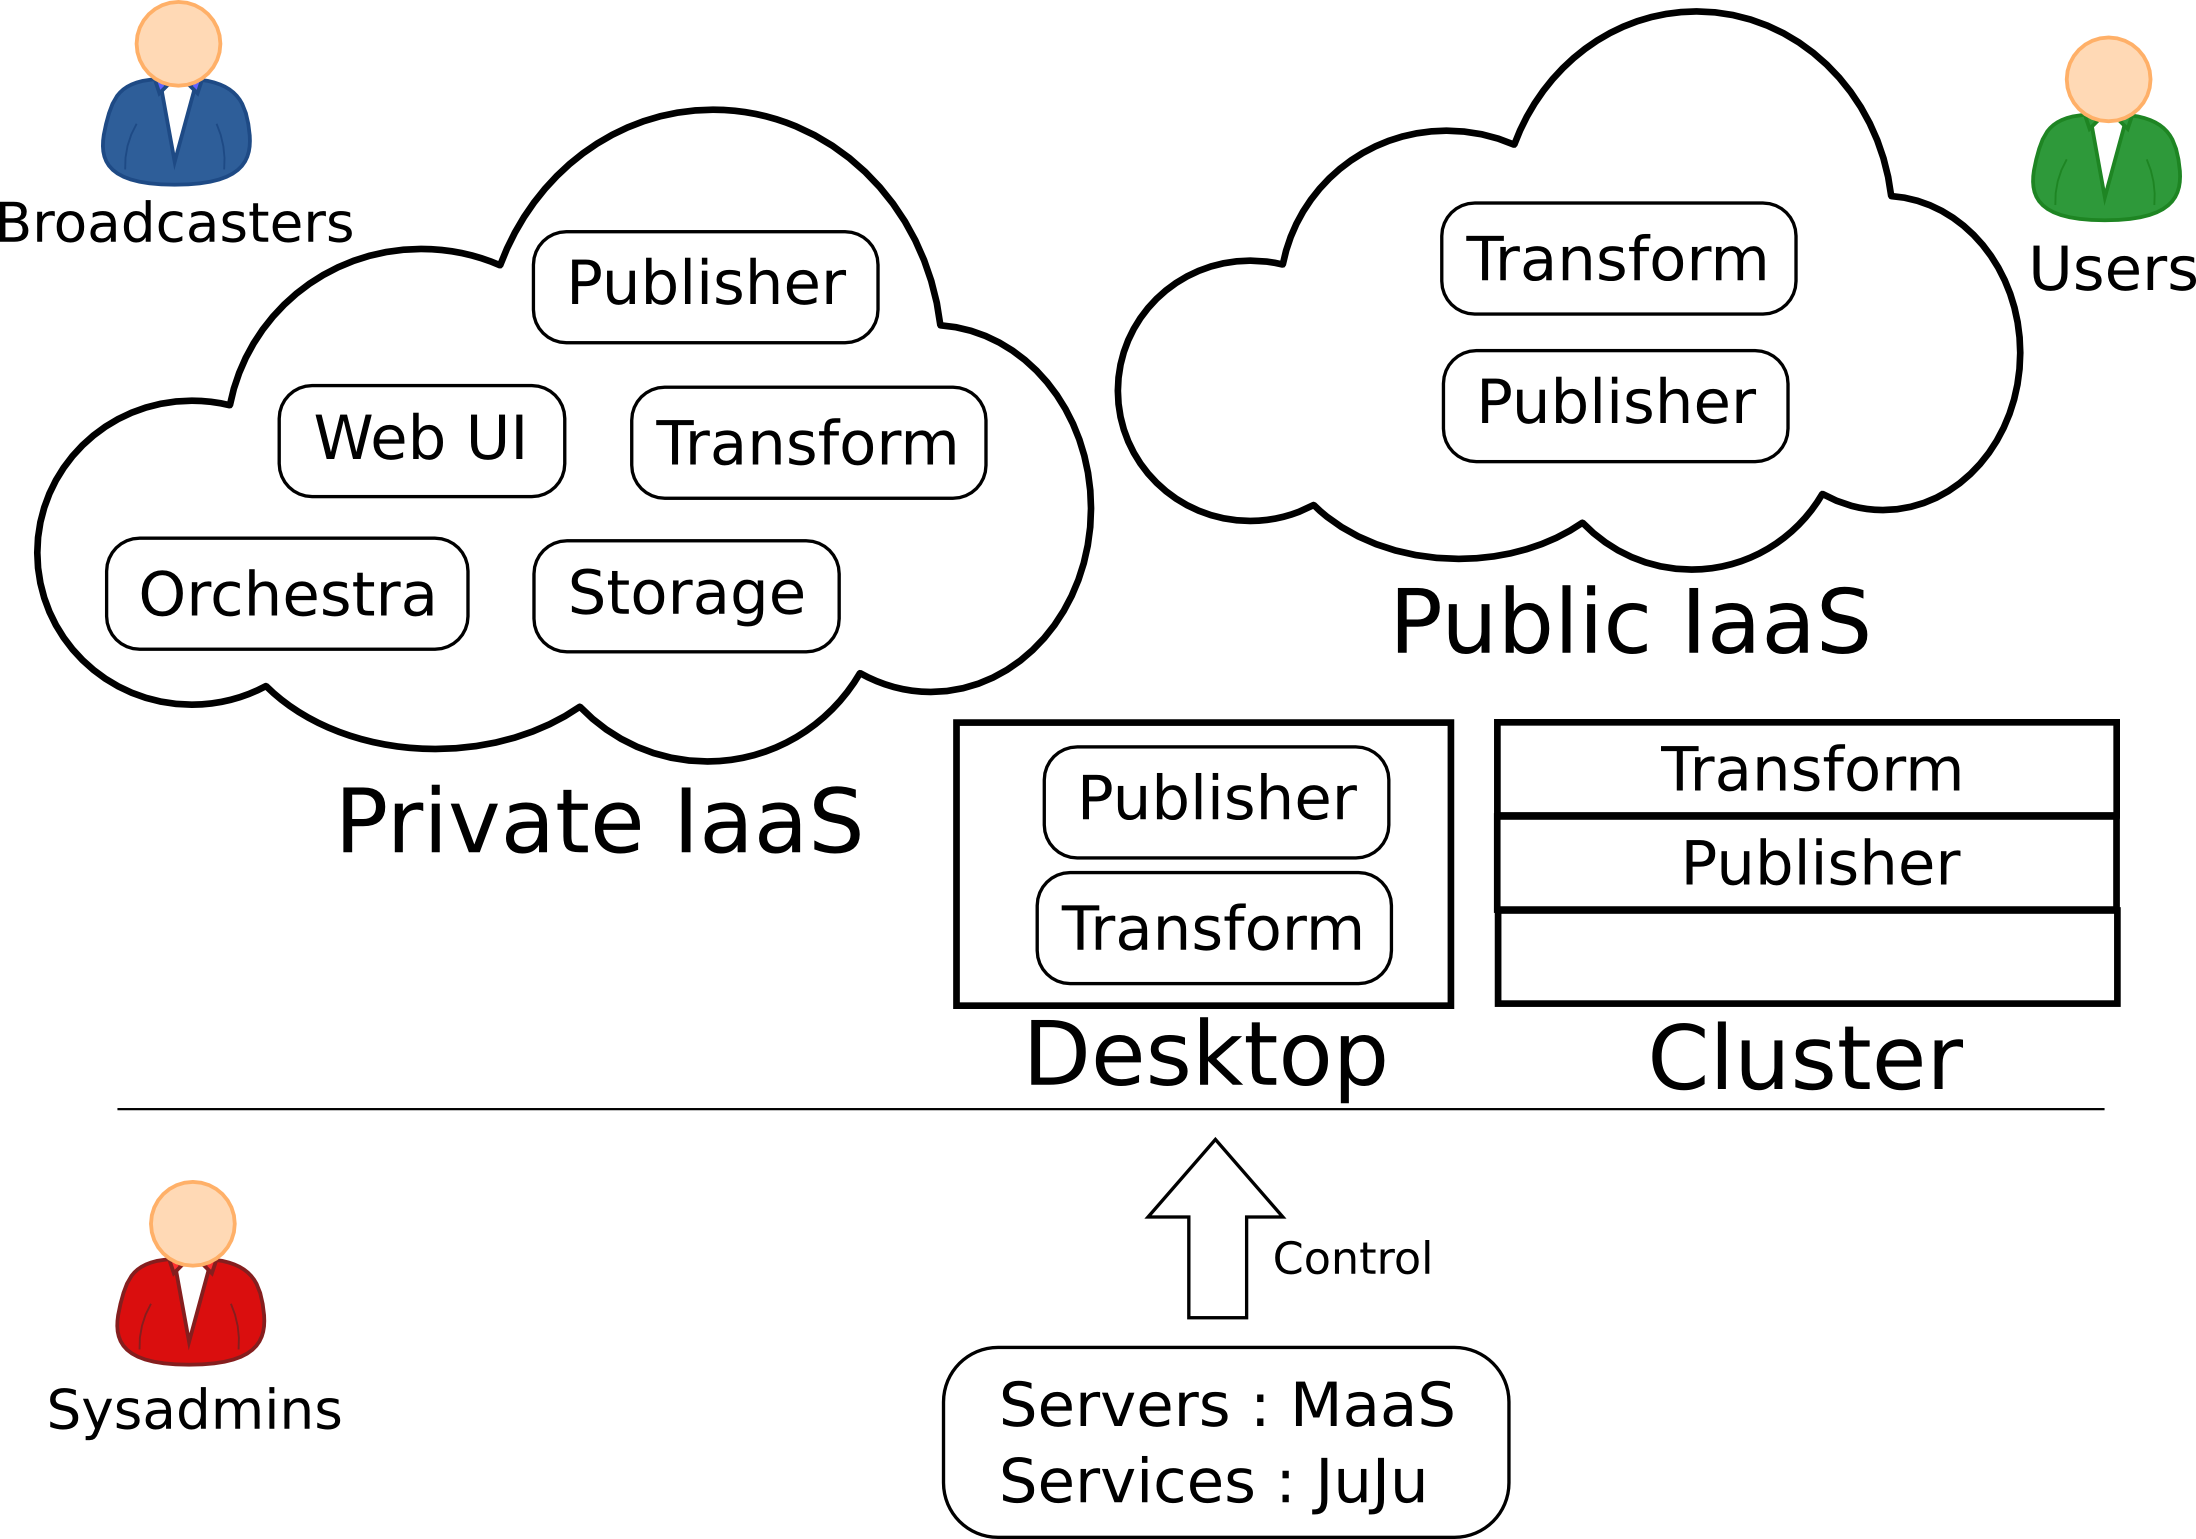 Broadcasters
Publisher
Web UI
Transform
Orchestra
Storage
Private IaaS
Transform
Publisher
Public IaaS
Users
Publisher
Transform
Desktop
Transform
Publisher
Cluster
Sysadmins
Control
Servers : MaaS
Services : JuJu